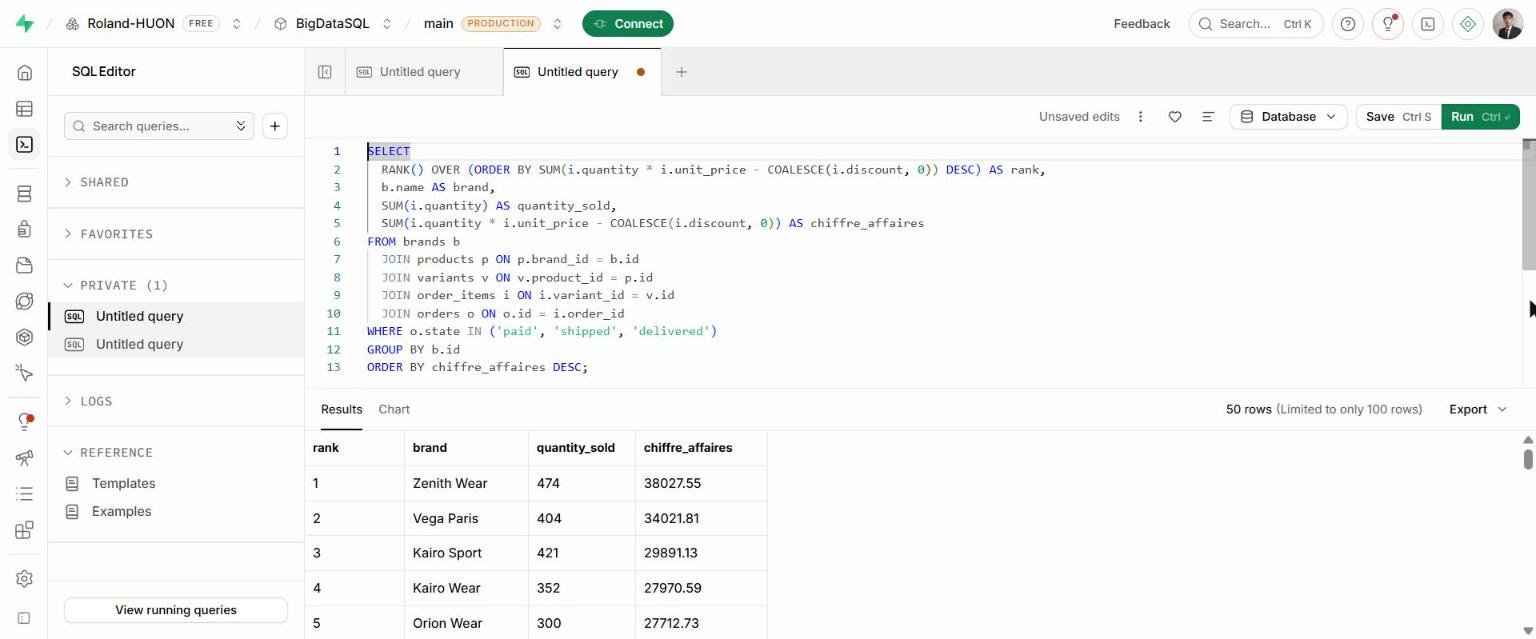 Roland-HUON FREE BigDataSQL main PRODUCTION Connect Feedback Search... Ctrl K
SQL Editor
SQL Untitled query
SQL Untitled query
Search queries...
Unsaved edits Database Save Ctrl S Run Ctrl ↵
SHARED
FAVORITES
PRIVATE (1)
SQL Untitled query
SQL Untitled query
LOGS
REFERENCE
Templates
Examples
View running queries
1 SELECT
2 RANK() OVER (ORDER BY SUM(i.quantity * i.unit_price - COALESCE(i.discount, 0)) DESC) AS rank,
3 b.name AS brand,
4 SUM(i.quantity) AS quantity_sold,
5 SUM(i.quantity * i.unit_price - COALESCE(i.discount, 0)) AS chiffre_affaires
6 FROM brands b
7 JOIN products p ON p.brand_id = b.id
8 JOIN variants v ON v.product_id = p.id
9 JOIN order_items i ON i.variant_id = v.id
10 JOIN orders o ON o.id = i.order_id
11 WHERE o.state IN ('paid', 'shipped', 'delivered')
12 GROUP BY b.id
13 ORDER BY chiffre_affaires DESC;
Results Chart 50 rows (Limited to only 100 rows) Export
rank brand quantity_sold chiffre_affaires
1 Zenith Wear 474 38027.55
2 Vega Paris 404 34021.81
3 Kairo Sport 421 29891.13
4 Kairo Wear 352 27970.59
5 Orion Wear 300 27712.73